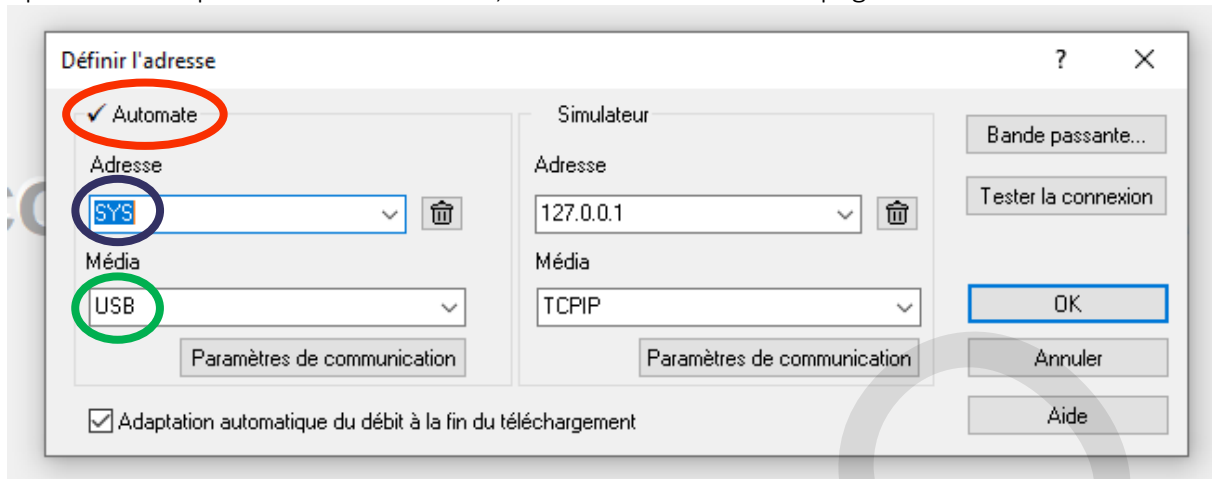 Définir l'adresse ? ×
✓ Automate
Adresse
SYS
Média
USB
Paramètres de communication
Simulateur
Adresse
127.0.0.1
Média
TCPIP
Paramètres de communication
Adaptation automatique du débit à la fin du téléchargement
Bande passante...
Tester la connexion
OK
Annuler
Aide